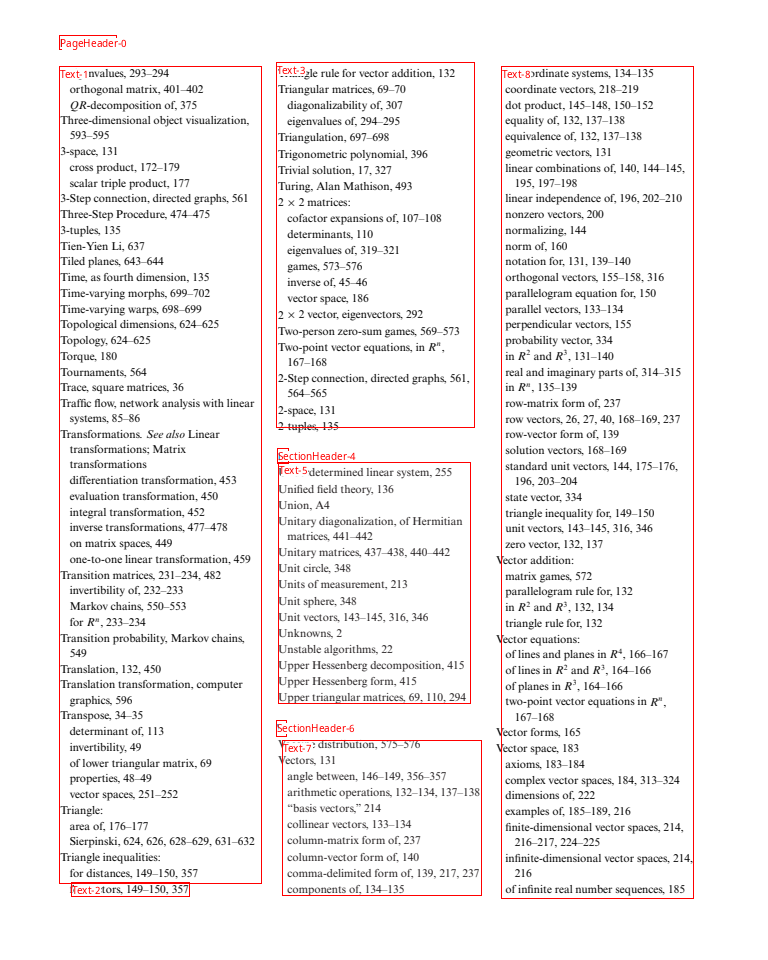 PageHeader-0
Text-1 nvalues, 293–294
orthogonal matrix, 401–402
QR-decomposition of, 375
Three-dimensional object visualization,
593–595
3-space, 131
cross product, 172–179
scalar triple product, 177
3-Step connection, directed graphs, 561
Three-Step Procedure, 474–475
3-tuples, 135
Tien-Yien Li, 637
Tiled planes, 643–644
Time, as fourth dimension, 135
Time-varying morphs, 699–702
Time-varying warps, 698–699
Topological dimensions, 624–625
Topology, 624–625
Torque, 180
Tournaments, 564
Trace, square matrices, 36
Traffic flow, network analysis with linear
systems, 85–86
Transformations. See also Linear
transformations; Matrix
transformations
differentiation transformation, 453
evaluation transformation, 450
integral transformation, 452
inverse transformations, 477–478
on matrix spaces, 449
one-to-one linear transformation, 459
Transition matrices, 231–234, 482
invertibility of, 232–233
Markov chains, 550–553
for Rⁿ, 233–234
Transition probability, Markov chains,
549
Translation, 132, 450
Translation transformation, computer
graphics, 596
Transpose, 34–35
determinant of, 113
invertibility, 49
of lower triangular matrix, 69
properties, 48–49
vector spaces, 251–252
Triangle:
area of, 176–177
Sierpinski, 624, 626, 628–629, 631–632
Triangle inequalities:
for distances, 149–150, 357
Text-2 tors, 149–150, 357
Text-3 gle rule for vector addition, 132
Triangular matrices, 69–70
diagonalizability of, 307
eigenvalues of, 294–295
Triangulation, 697–698
Trigonometric polynomial, 396
Trivial solution, 17, 327
Turing, Alan Mathison, 493
2 × 2 matrices:
cofactor expansions of, 107–108
determinants, 110
eigenvalues of, 319–321
games, 573–576
inverse of, 45–46
vector space, 186
2 × 2 vector, eigenvectors, 292
Two-person zero-sum games, 569–573
Two-point vector equations, in Rⁿ,
167–168
2-Step connection, directed graphs, 561,
564–565
2-space, 131
2-tuples, 135
SectionHeader-4
Text-5 determined linear system, 255
Unified field theory, 136
Union, A4
Unitary diagonalization, of Hermitian
matrices, 441–442
Unitary matrices, 437–438, 440–442
Unit circle, 348
Units of measurement, 213
Unit sphere, 348
Unit vectors, 143–145, 316, 346
Unknowns, 2
Unstable algorithms, 22
Upper Hessenberg decomposition, 415
Upper Hessenberg form, 415
Upper triangular matrices, 69, 110, 294
SectionHeader-6
Text-7 distribution, 575–576
Vectors, 131
angle between, 146–149, 356–357
arithmetic operations, 132–134, 137–138
“basis vectors,” 214
collinear vectors, 133–134
column-matrix form of, 237
column-vector form of, 140
comma-delimited form of, 139, 217, 237
components of, 134–135
Text-8 rdinate systems, 134–135
coordinate vectors, 218–219
dot product, 145–148, 150–152
equality of, 132, 137–138
equivalence of, 132, 137–138
geometric vectors, 131
linear combinations of, 140, 144–145,
195, 197–198
linear independence of, 196, 202–210
nonzero vectors, 200
normalizing, 144
norm of, 160
notation for, 131, 139–140
orthogonal vectors, 155–158, 316
parallelogram equation for, 150
parallel vectors, 133–134
perpendicular vectors, 155
probability vector, 334
in R² and R³, 131–140
real and imaginary parts of, 314–315
in Rⁿ, 135–139
row-matrix form of, 237
row vectors, 26, 27, 40, 168–169, 237
row-vector form of, 139
solution vectors, 168–169
standard unit vectors, 144, 175–176,
196, 203–204
state vector, 334
triangle inequality for, 149–150
unit vectors, 143–145, 316, 346
zero vector, 132, 137
Vector addition:
matrix games, 572
parallelogram rule for, 132
in R² and R³, 132, 134
triangle rule for, 132
Vector equations:
of lines and planes in R⁴, 166–167
of lines in R² and R³, 164–166
of planes in R³, 164–166
two-point vector equations in Rⁿ,
167–168
Vector forms, 165
Vector space, 183
axioms, 183–184
complex vector spaces, 184, 313–324
dimensions of, 222
examples of, 185–189, 216
finite-dimensional vector spaces, 214,
216–217, 224–225
infinite-dimensional vector spaces, 214,
216
of infinite real number sequences, 185